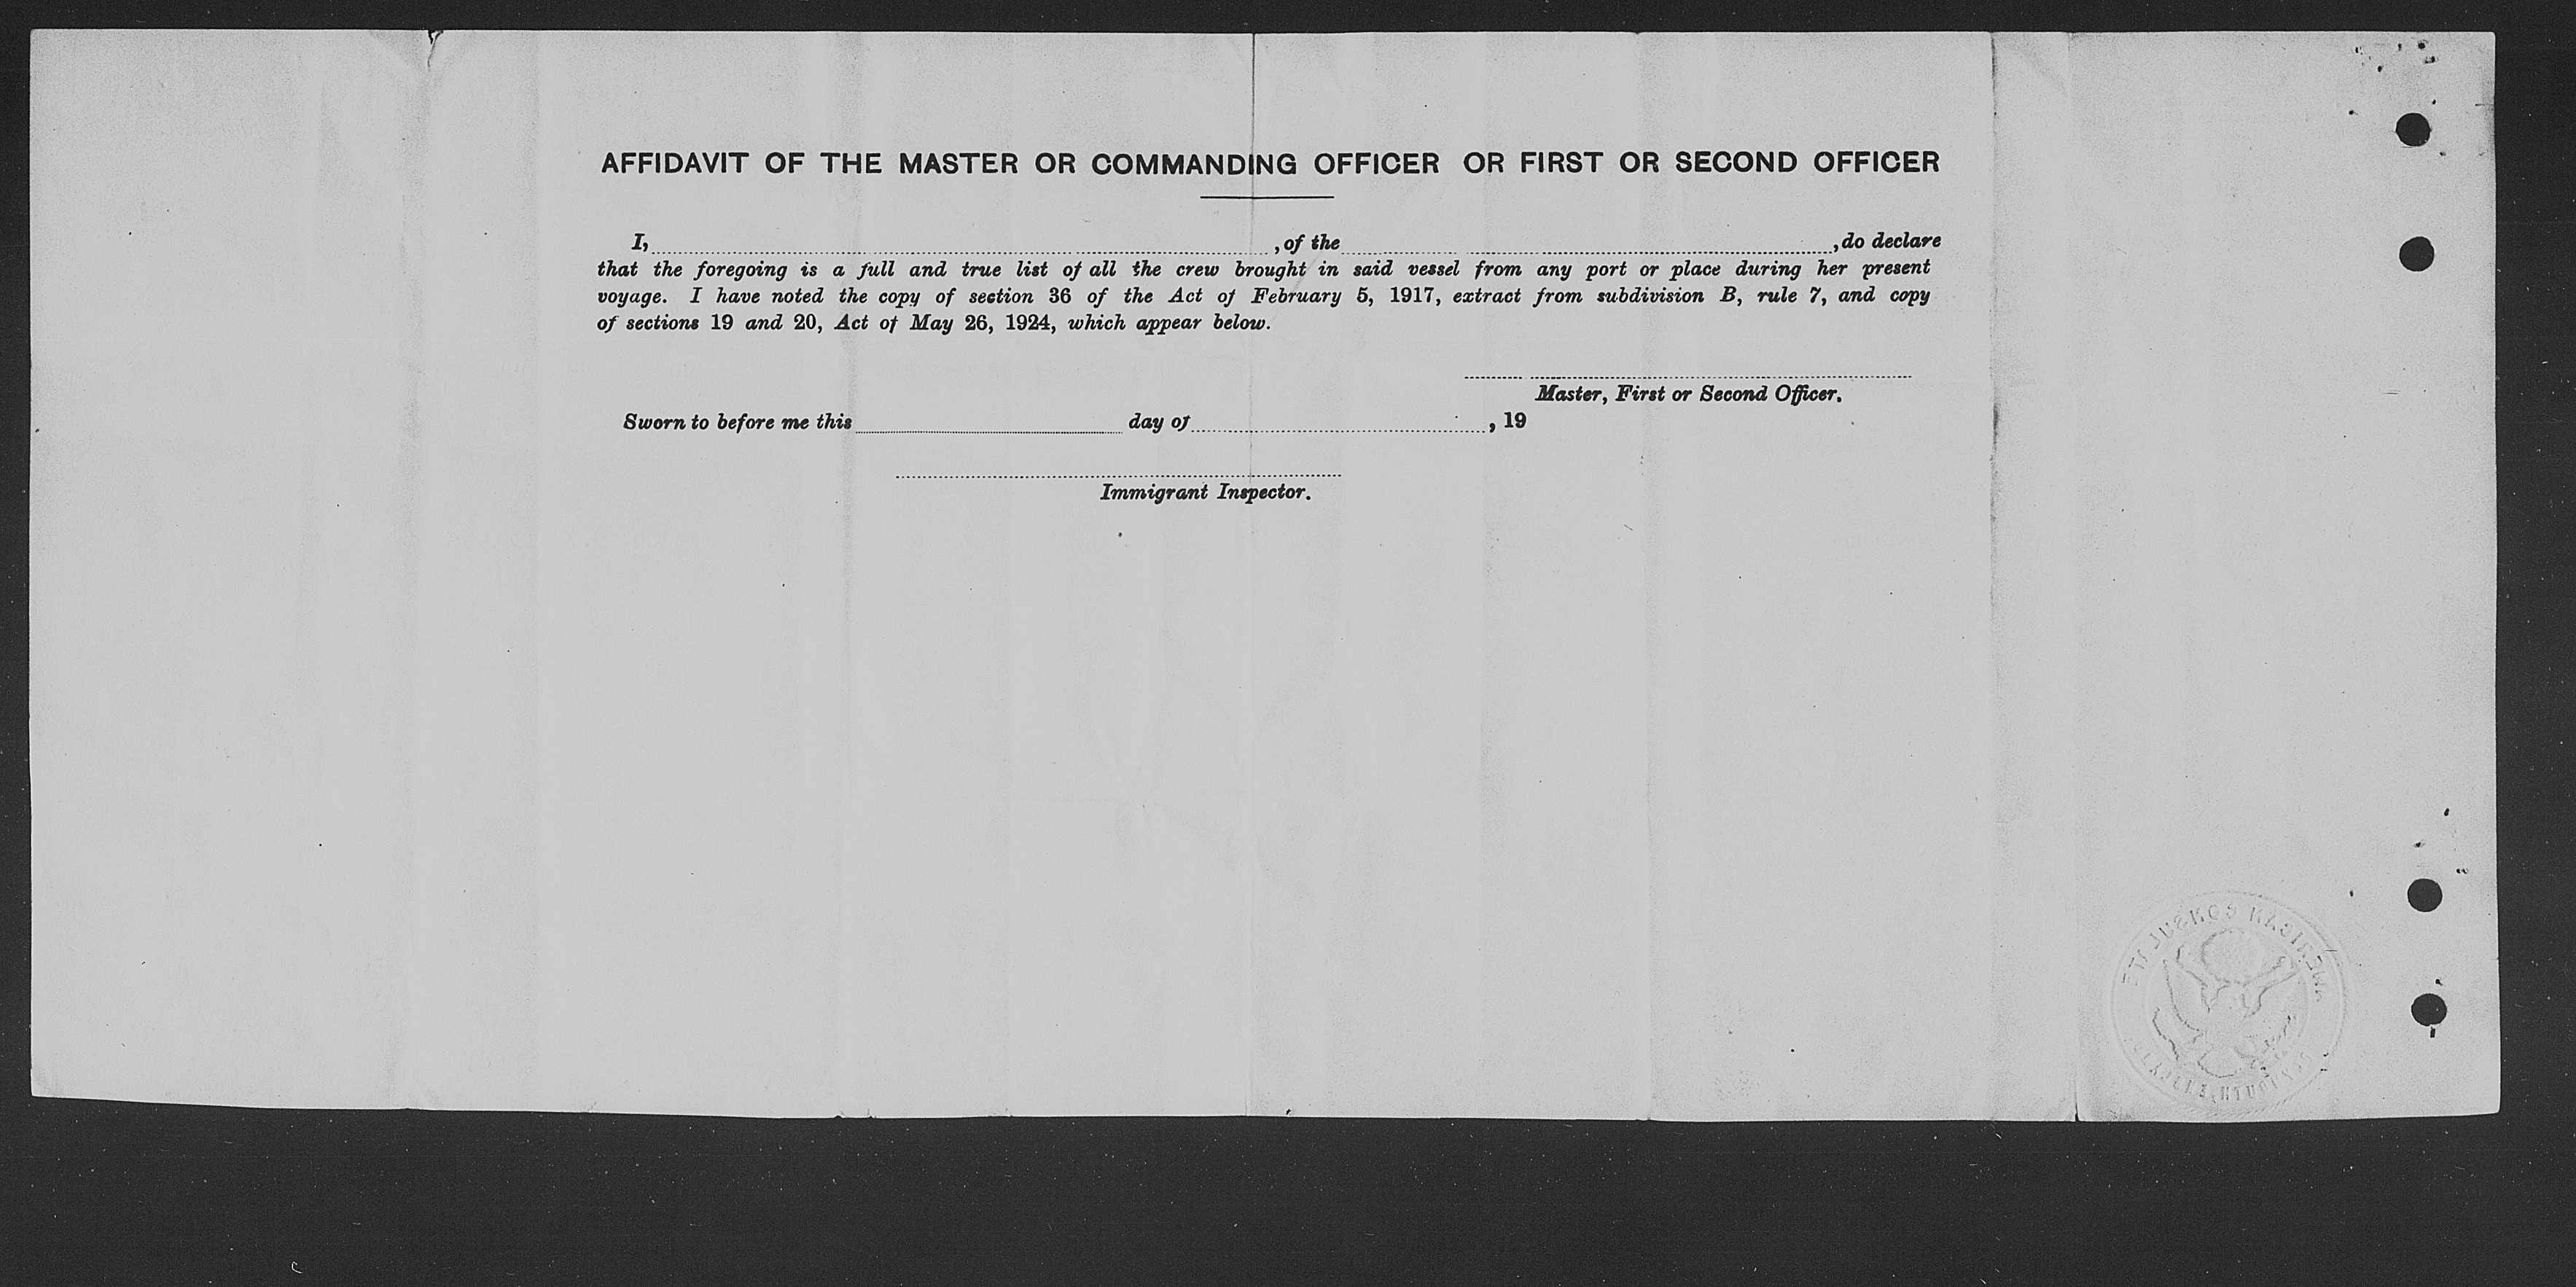 AFFIDAVIT OF THE MASTER OR COMMANDING OFFICER OR FIRST OR SECOND OFFICER
I, , of the , do declare
that the foregoing is a full and true list of all the crew brought in said vessel from any port or place during her present
voyage. I have noted the copy of section 36 of the Act of February 5, 1917, extract from subdivision B, rule 7, and copy
of sections 19 and 20, Act of May 26, 1924, which appear below.
Master, First or Second Officer.
Sworn to before me this day of , 19
Immigrant Inspector.
AMERICAN CONSULATE